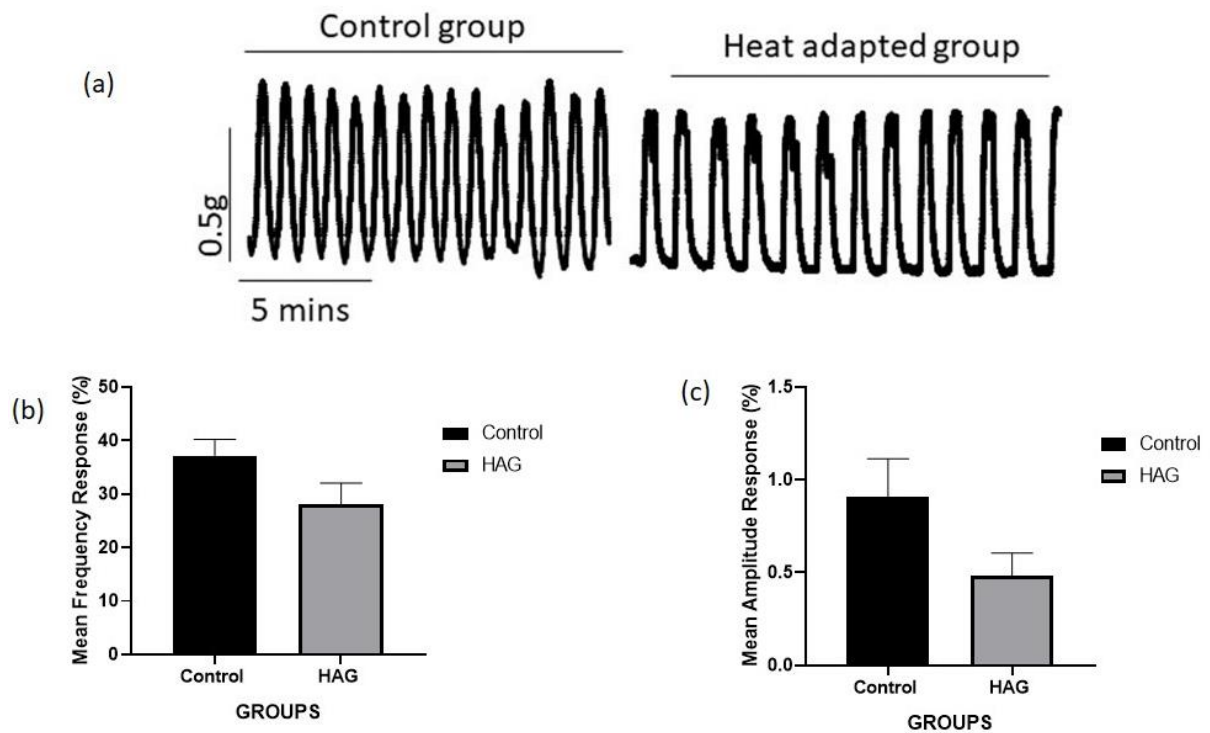 Control group
Heat adapted group
(a)
0.5g
5 mins
(b)
Mean Frequency Response (%)
50
40
30
20
10
0
Control
HAG
GROUPS
Control
HAG
(c)
Mean Amplitude Response (%)
1.5
1.0
0.5
0.0
Control
HAG
GROUPS
Control
HAG